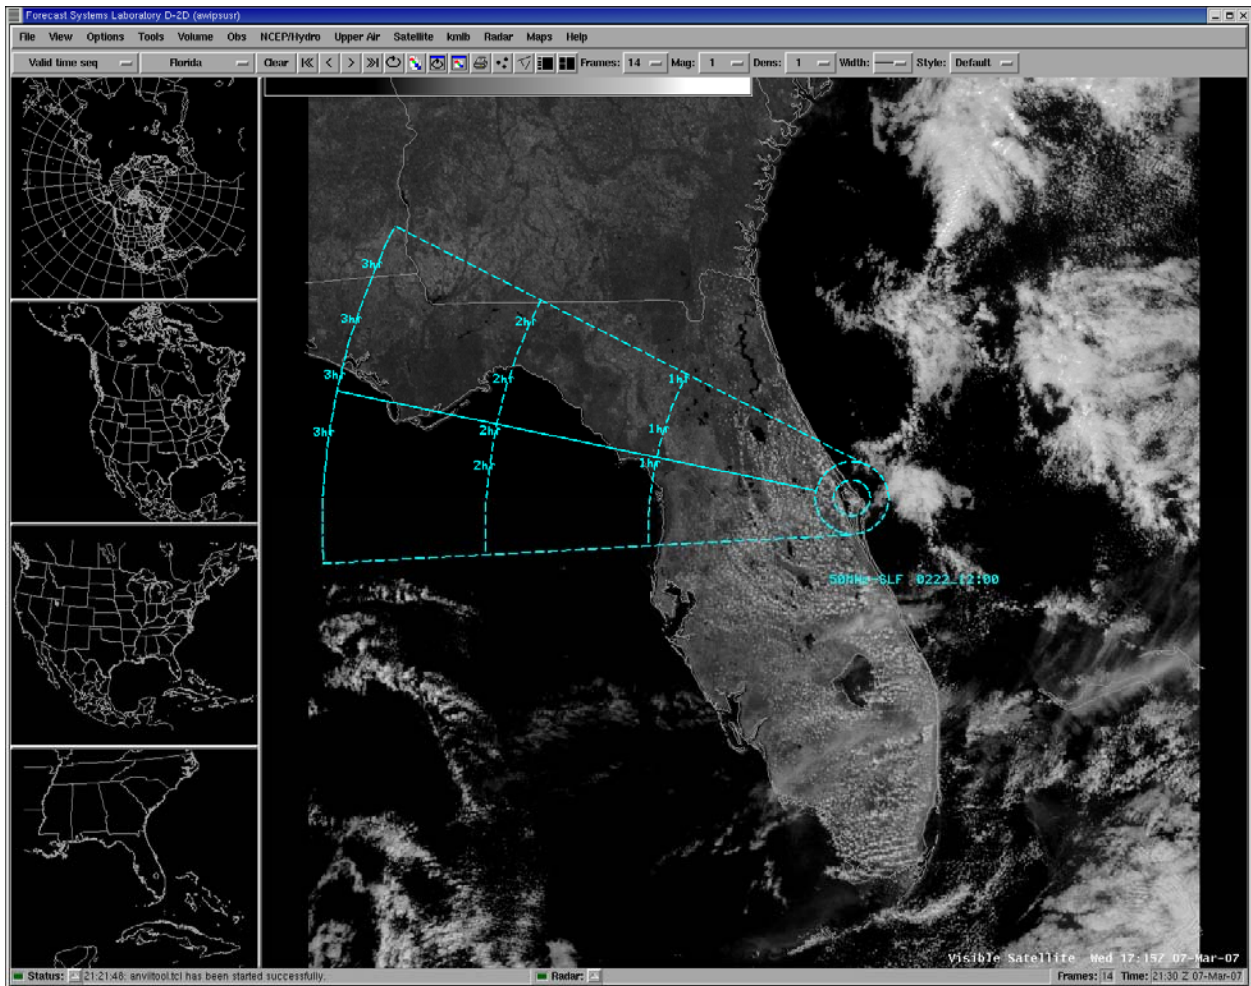 Forecast Systems Laboratory D-2D (awipsusr)
File View Options Tools Volume Obs NCEP/Hydro Upper Air Satellite kmlb Radar Maps Help
Valid time seq Florida Clear Frames: 14 Mag: 1 Dens: 1 Width: Style: Default
3hr
3hr
2hr
3hr
2hr
1hr
3hr
2hr
1hr
2hr
1hr
0222_12:00
Visible Satellite Wed 17:15Z 07-Mar-07
Status: 21:21:48: anviltool.tcl has been started successfully. Radar: Frames: 14 Time: 21:30 Z 07-Mar-07